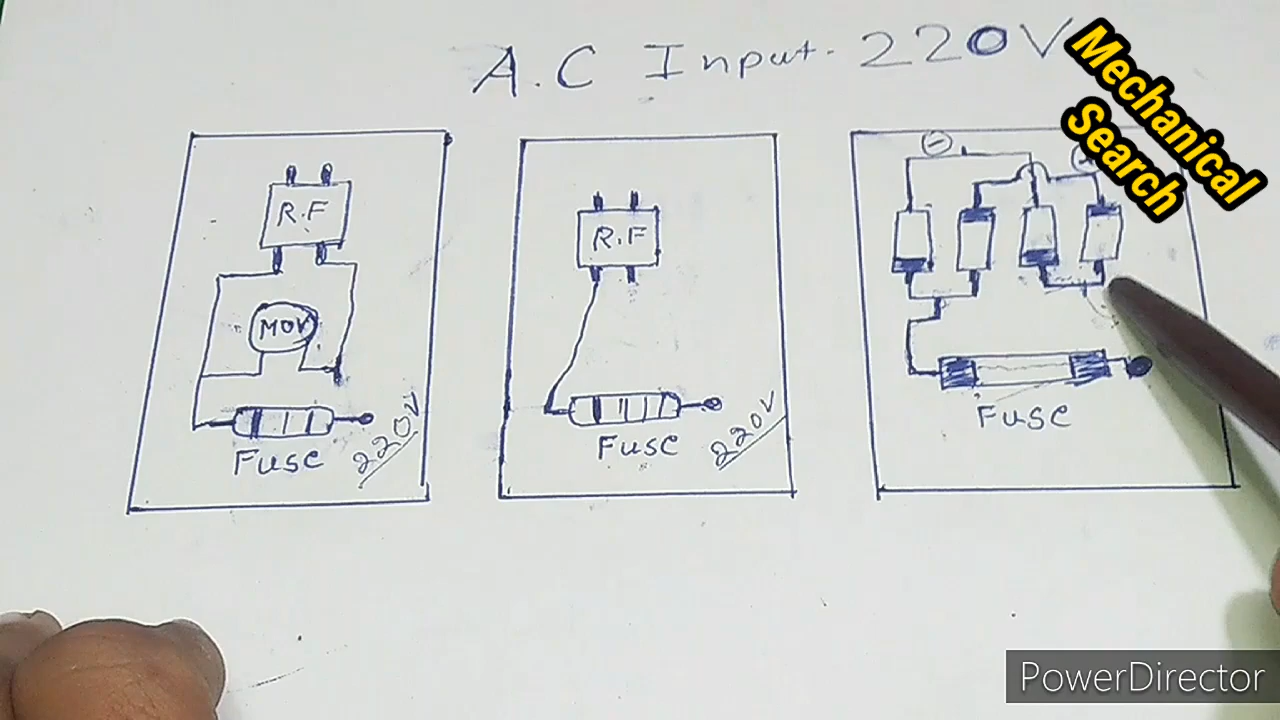 A.C Input. 220V
Mechanical
Search
R.F
MOV
Fuse
220V
R.F
Fuse
220V
−
Fuse
PowerDirector